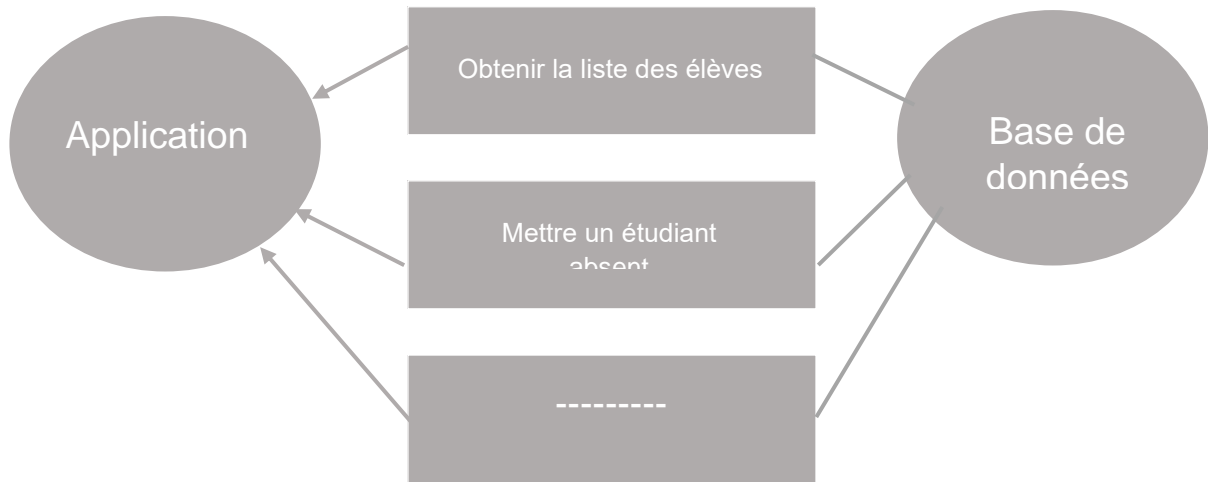 Obtenir la liste des élèves
Application
Base de
données
Mettre un étudiant
absent
---------